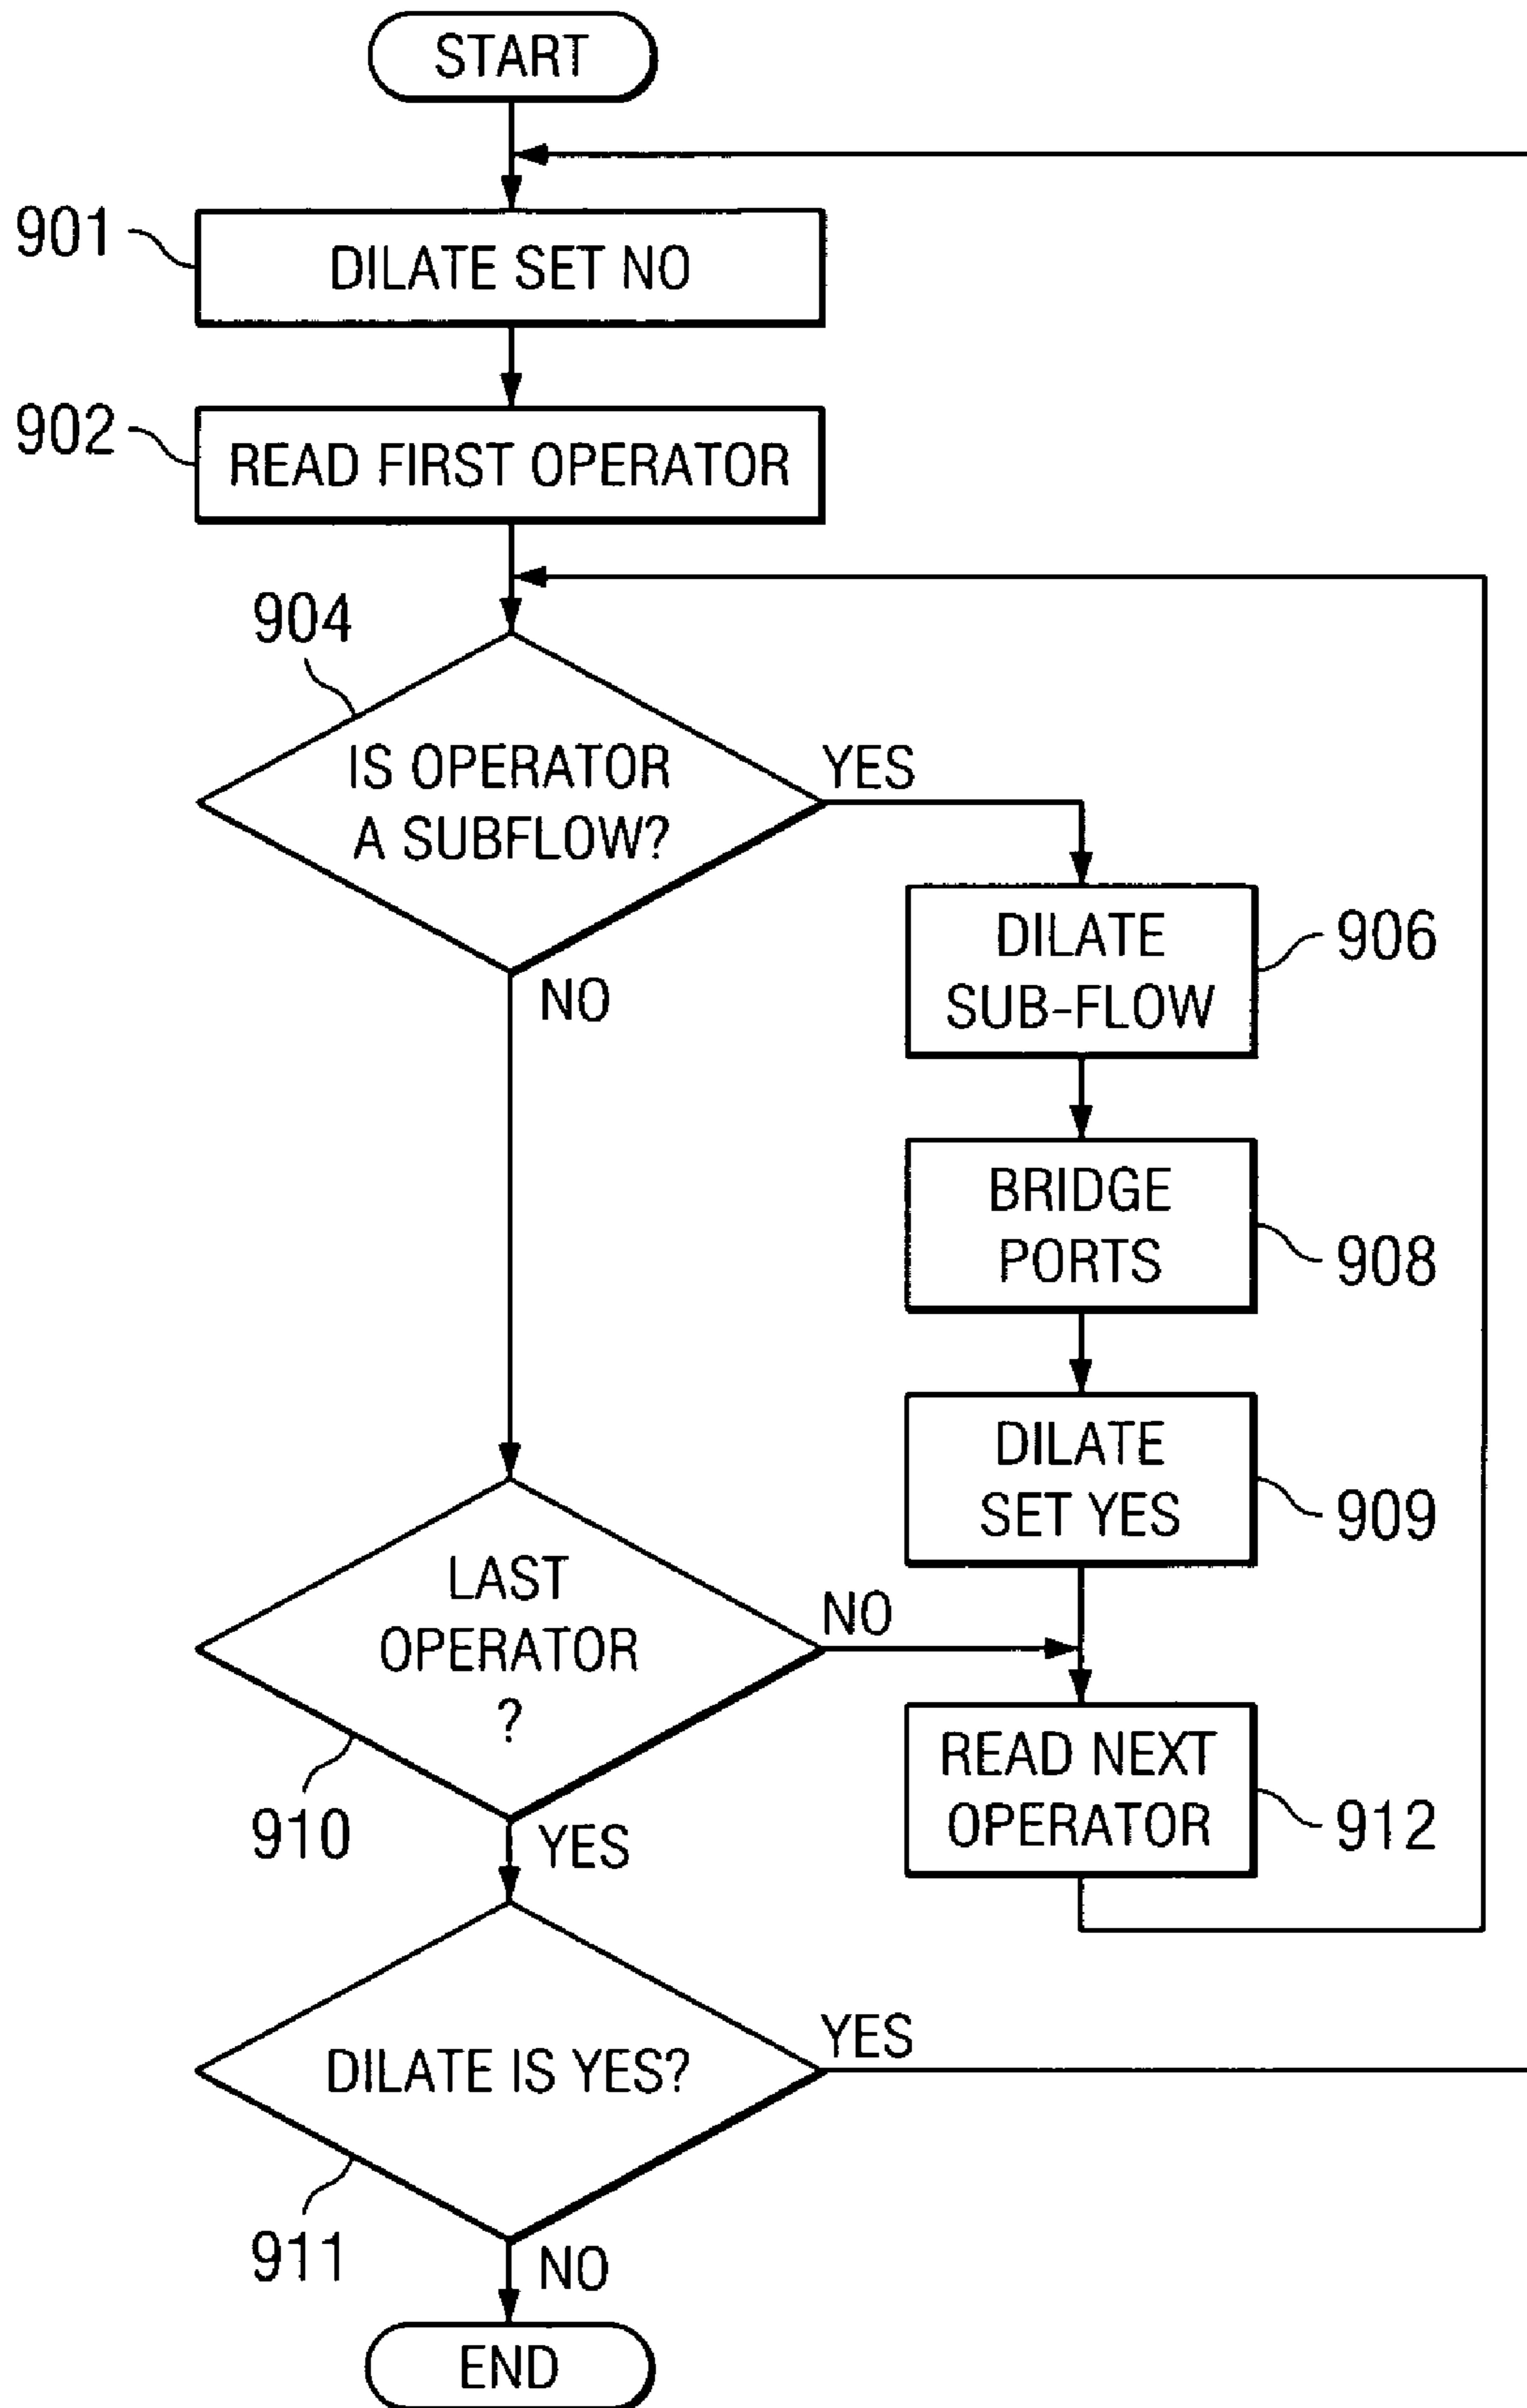 START
901
DILATE SET NO
902
READ FIRST OPERATOR
904
IS OPERATOR
A SUBFLOW?
YES
NO
DILATE
SUB-FLOW
906
BRIDGE
PORTS
908
DILATE
SET YES
909
LAST
OPERATOR
?
NO
910
YES
READ NEXT
OPERATOR
912
DILATE IS YES?
YES
911
NO
END